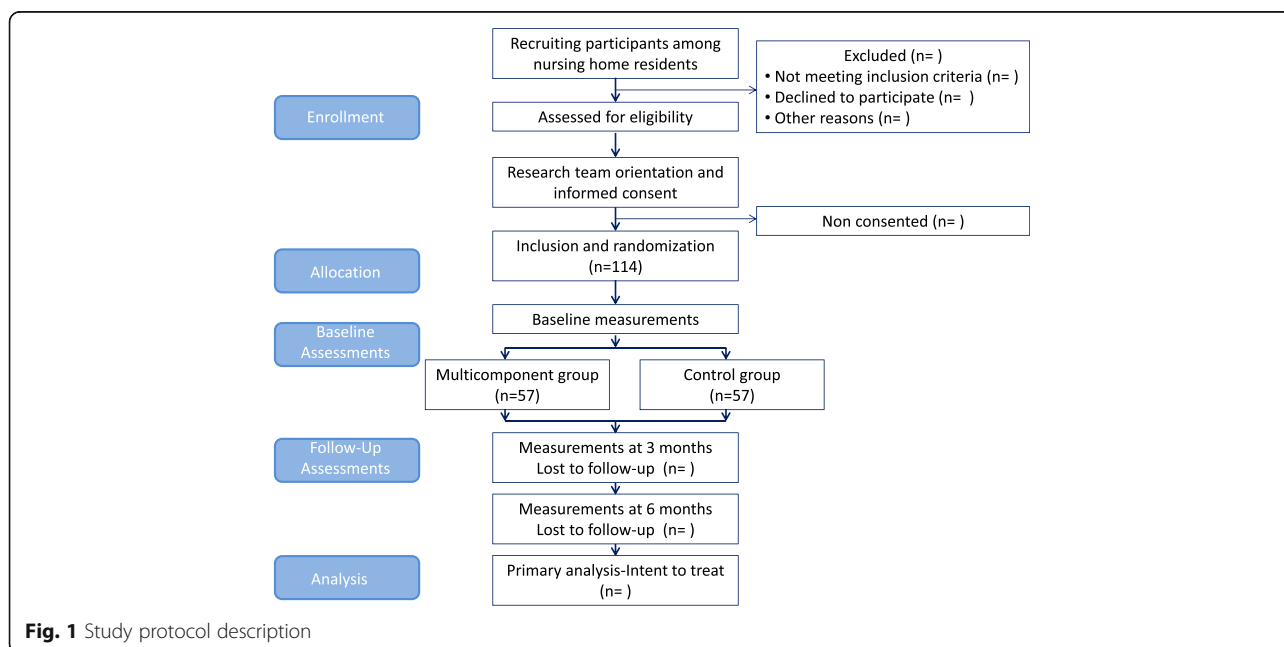 Recruiting participants among
nursing home residents
Excluded (n= )
• Not meeting inclusion criteria (n= )
• Declined to participate (n=  )
• Other reasons (n= )
Enrollment
Assessed for eligibility
Research team orientation and
informed consent
Non consented (n= )
Inclusion and randomization
(n=114)
Allocation
Baseline measurements
Baseline
Assessments
Multicomponent group
(n=57)
Control group
(n=57)
Follow-Up
Assessments
Measurements at 3 months
Lost to follow-up  (n= )
Measurements at 6 months
Lost to follow-up  (n= )
Analysis
Primary analysis-Intent to treat
(n= )
Fig. 1 Study protocol description